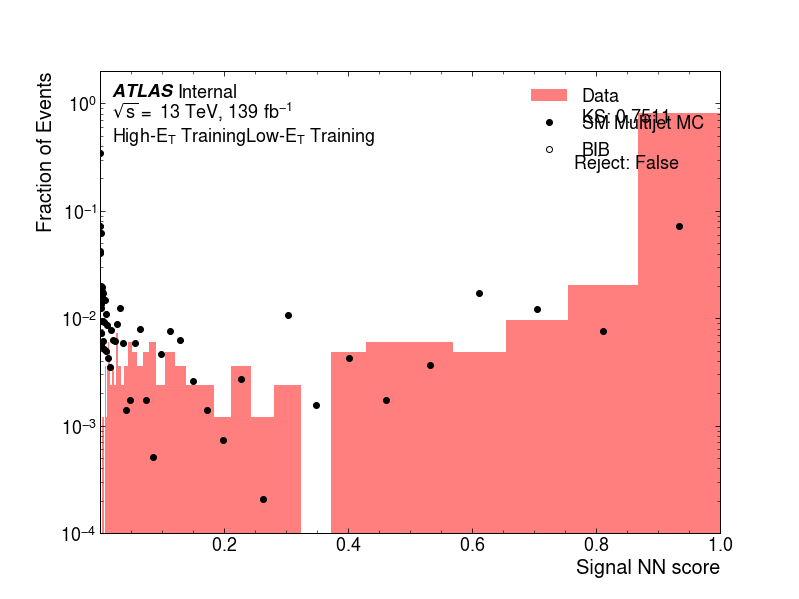 Fraction of Events
10⁰
10⁻¹
10⁻²
10⁻³
10⁻⁴
ATLAS Internal
√s = 13 TeV, 139 fb⁻¹
High-E_T TrainingLow-E_T Training
Data
KS: 0.7511
SM Multijet MC
BIB
Reject: False
0.2 0.4 0.6 0.8 1.0
Signal NN score